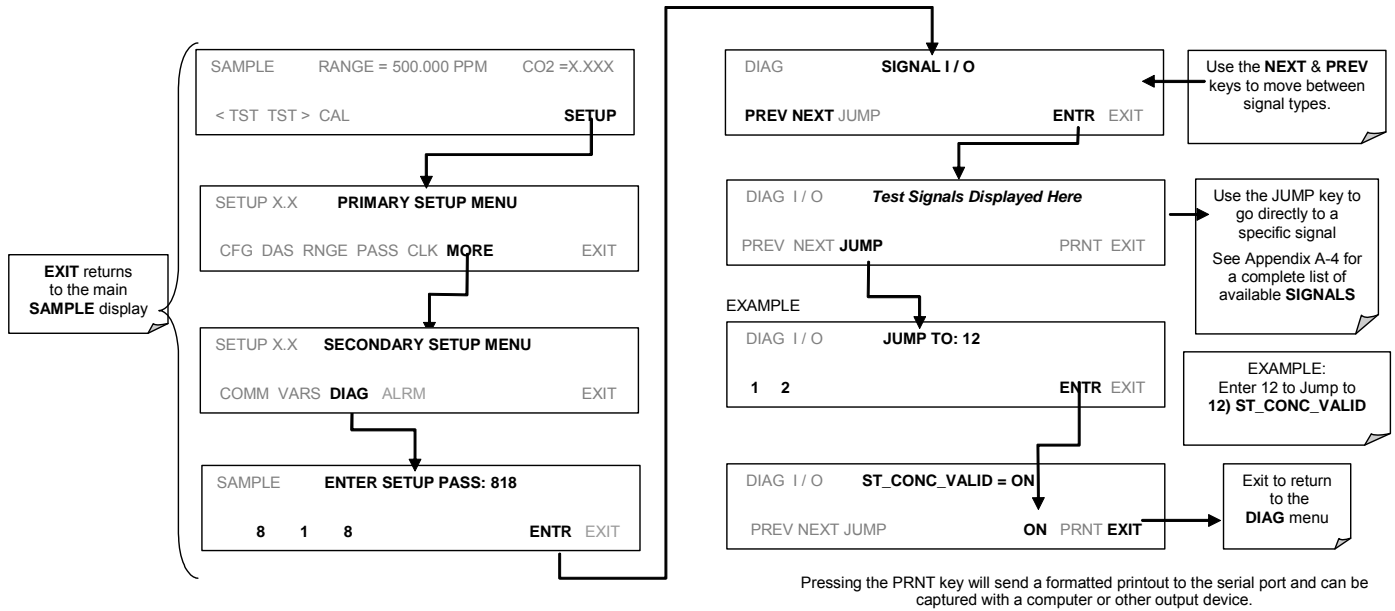 SAMPLE RANGE = 500.000 PPM CO2 =X.XXX
< TST TST > CAL SETUP
SETUP X.X PRIMARY SETUP MENU
CFG DAS RNGE PASS CLK MORE EXIT
EXIT returns
to the main
SAMPLE display
SETUP X.X SECONDARY SETUP MENU
COMM VARS DIAG ALRM EXIT
SAMPLE ENTER SETUP PASS: 818
8 1 8 ENTR EXIT
DIAG SIGNAL I / O
PREV NEXT JUMP ENTR EXIT
Use the NEXT & PREV
keys to move between
signal types.
DIAG I / O Test Signals Displayed Here
PREV NEXT JUMP PRNT EXIT
Use the JUMP key to
go directly to a
specific signal
See Appendix A-4 for
a complete list of
available SIGNALS
EXAMPLE
DIAG I / O JUMP TO: 12
1 2 ENTR EXIT
EXAMPLE:
Enter 12 to Jump to
12) ST_CONC_VALID
DIAG I / O ST_CONC_VALID = ON
PREV NEXT JUMP ON PRNT EXIT
Exit to return
to the
DIAG menu
Pressing the PRNT key will send a formatted printout to the serial port and can be
captured with a computer or other output device.